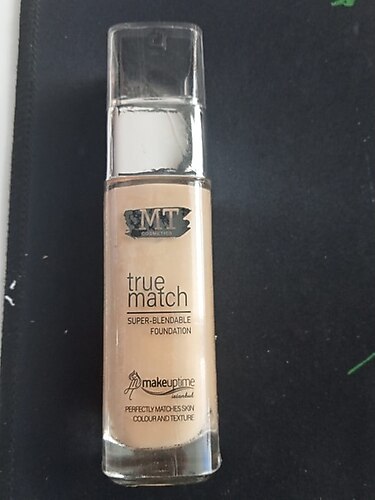 MT
COSMETICS
true
match
SUPER-BLENDABLE
FOUNDATION
makeuptime
istanbul
PERFECTLY MATCHES SKIN
COLOUR AND TEXTURE